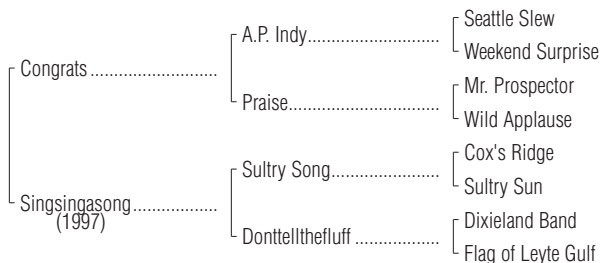 Seattle Slew
A.P. Indy..................................
Weekend Surprise
Congrats ..........................
Mr. Prospector
Praise.......................................
Wild Applause
Cox's Ridge
Sultry Song............................
Sultry Sun
Singsingasong.................
(1997)
Dixieland Band
Donttellthefluff .....................
Flag of Leyte Gulf